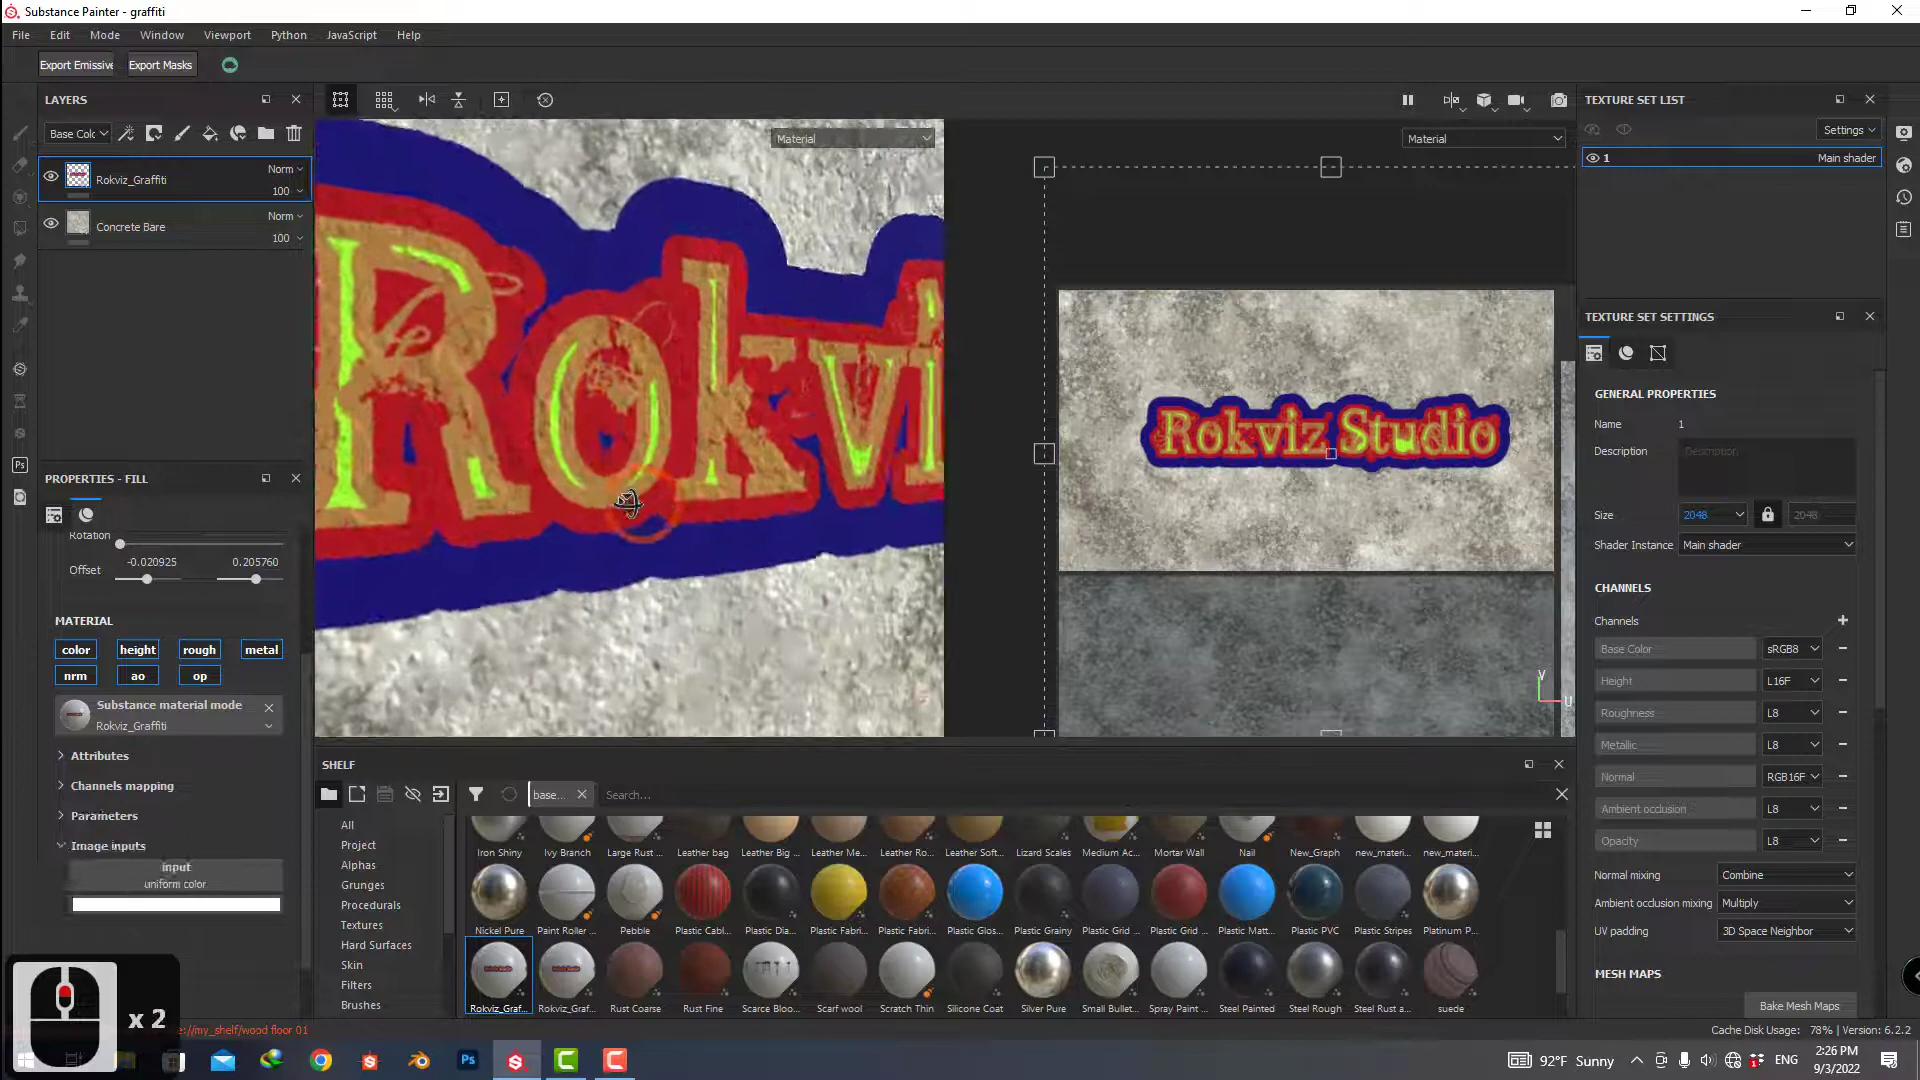 Substance Painter - graffiti
File Edit Mode Window Viewport Python JavaScript Help
Export Emissive Export Masks
LAYERS
Base Colc
Rokviz_Graffiti
Norm
100
Concrete Bare
Norm
100
PROPERTIES - FILL
Rotation
Offset
-0.020925 0.205760
MATERIAL
color height rough metal
nrm ao op
Substance material mode
Rokviz_Graffiti
Attributes
Channels mapping
Parameters
Image inputs
input
uniform color
x 2
e://my_shelf/wood floor 01
Material
Rokvi
Material
Rokviz Studio
V
U
SHELF
base...
Search...
All
Project
Alphas
Grunges
Procedurals
Textures
Hard Surfaces
Skin
Filters
Brushes
Iron Shiny Ivy Branch Large Rust ... Leather bag Leather Big ... Leather Me... Leather Ro... Leather Soft... Lizard Scales Medium Ac... Mortar Wall Nail New_Graph new_materi... new_materi...
Nickel Pure Paint Roller ... Pebble Plastic Cabl... Plastic Dia... Plastic Fabri... Plastic Fabri... Plastic Glos... Plastic Grainy Plastic Grid ... Plastic Grid ... Plastic Matt... Plastic PVC Plastic Stripes Platinum P...
Rokviz_Graf... Rokviz_Graf... Rust Coarse Rust Fine Scarce Bloo... Scarf wool Scratch Thin Silicone Coat Silver Pure Small Bullet... Spray Paint ... Steel Painted Steel Rough Steel Rust a... suede
TEXTURE SET LIST
Settings
1 Main shader
TEXTURE SET SETTINGS
GENERAL PROPERTIES
Name 1
Description Description
Size 2048 2048
Shader Instance Main shader
CHANNELS
Channels
Base Color sRGB8
Height L16F
Roughness L8
Metallic L8
Normal RGB16F
Ambient occlusion L8
Opacity L8
Normal mixing Combine
Ambient occlusion mixing Multiply
UV padding 3D Space Neighbor
MESH MAPS
Bake Mesh Maps
Cache Disk Usage: 78% | Version: 6.2.2
Ps
92°F Sunny
ENG
2:26 PM
9/3/2022